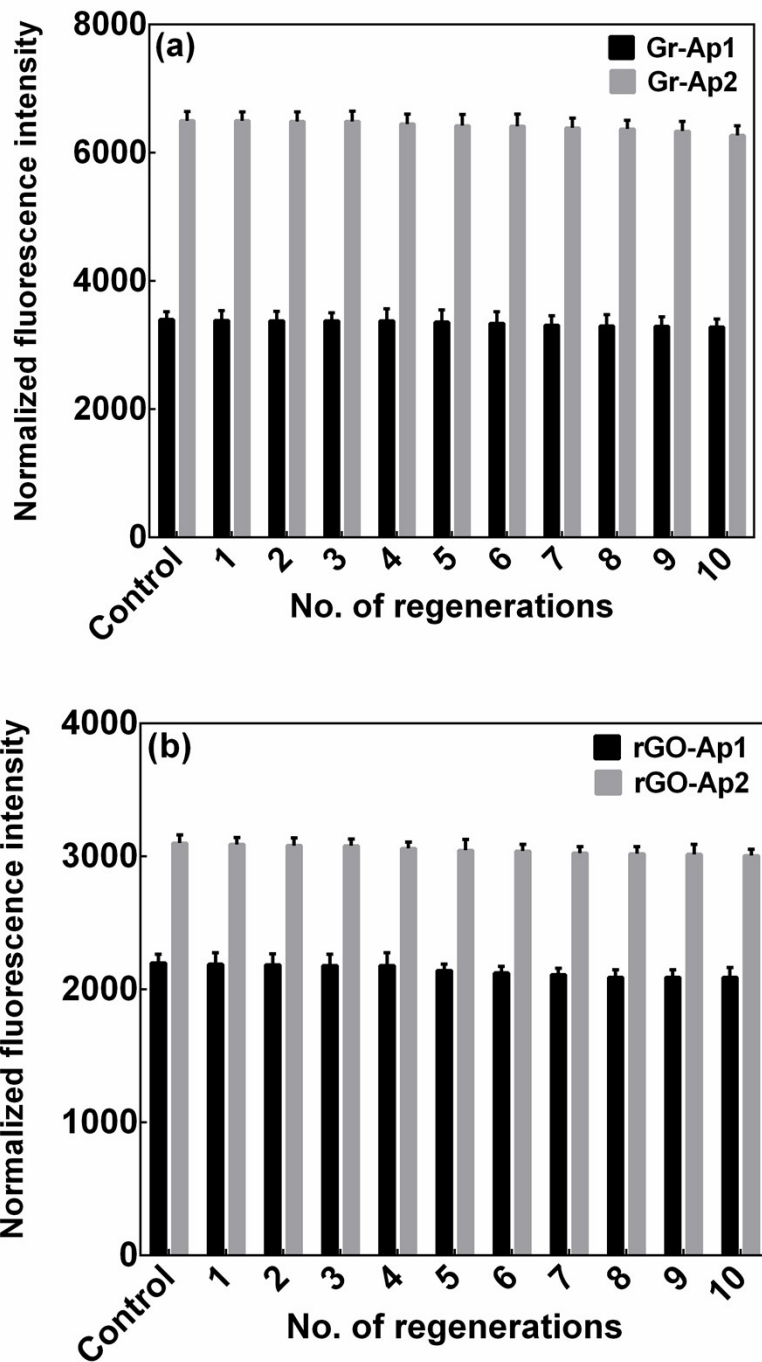 (a)
Gr-Ap1
Gr-Ap2
Normalized fluorescence intensity
8000
6000
4000
2000
0
Control 1 2 3 4 5 6 7 8 9 10
No. of regenerations
(b)
rGO-Ap1
rGO-Ap2
Normalized fluorescence intensity
4000
3000
2000
1000
0
Control 1 2 3 4 5 6 7 8 9 10
No. of regenerations